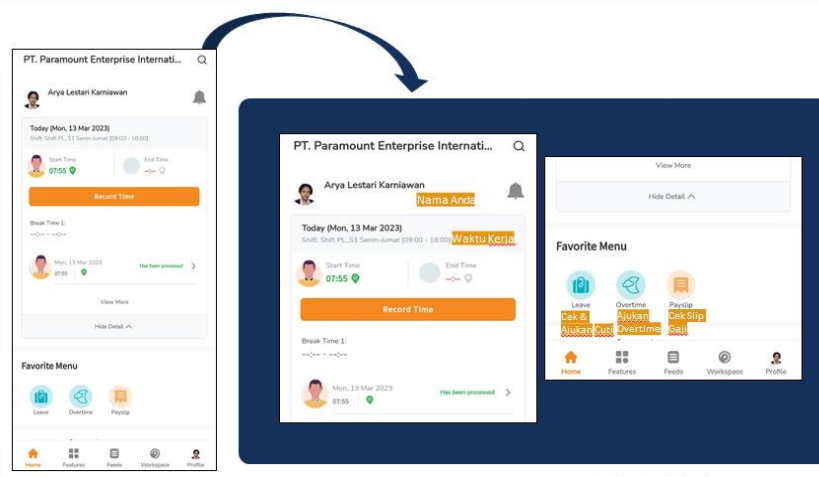 PT. Paramount Enterprise Internati...
Arya Lestari Karniawan
Today (Mon, 13 Mar 2023)
Shift: Shift PL_S1 Senin-Jumat [09:00 - 18:00]
Start Time
End Time
07:55
--:--
Record Time
Break Time 1:
--:-- - --:--
Mon, 13 Mar 2023
07:55
Has been processed
View More
Hide Detail
Favorite Menu
Leave
Overtime
Payslip
Home
Features
Feeds
Workspace
Profile
PT. Paramount Enterprise Internati...
Arya Lestari Karniawan
Nama Anda
Today (Mon, 13 Mar 2023)
Shift: Shift PL_S1 Senin-Jumat [09:00 - 18:00]
Waktu Kerja
Start Time
End Time
07:55
--:--
Record Time
Break Time 1:
--:-- - --:--
Mon, 13 Mar 2023
07:55
Has been processed
View More
Hide Detail
Favorite Menu
Leave
Overtime
Payslip
Cek &
Ajukan Cuti
Ajukan
Overtime
Cek Slip
Gaji
Home
Features
Feeds
Workspace
Profile